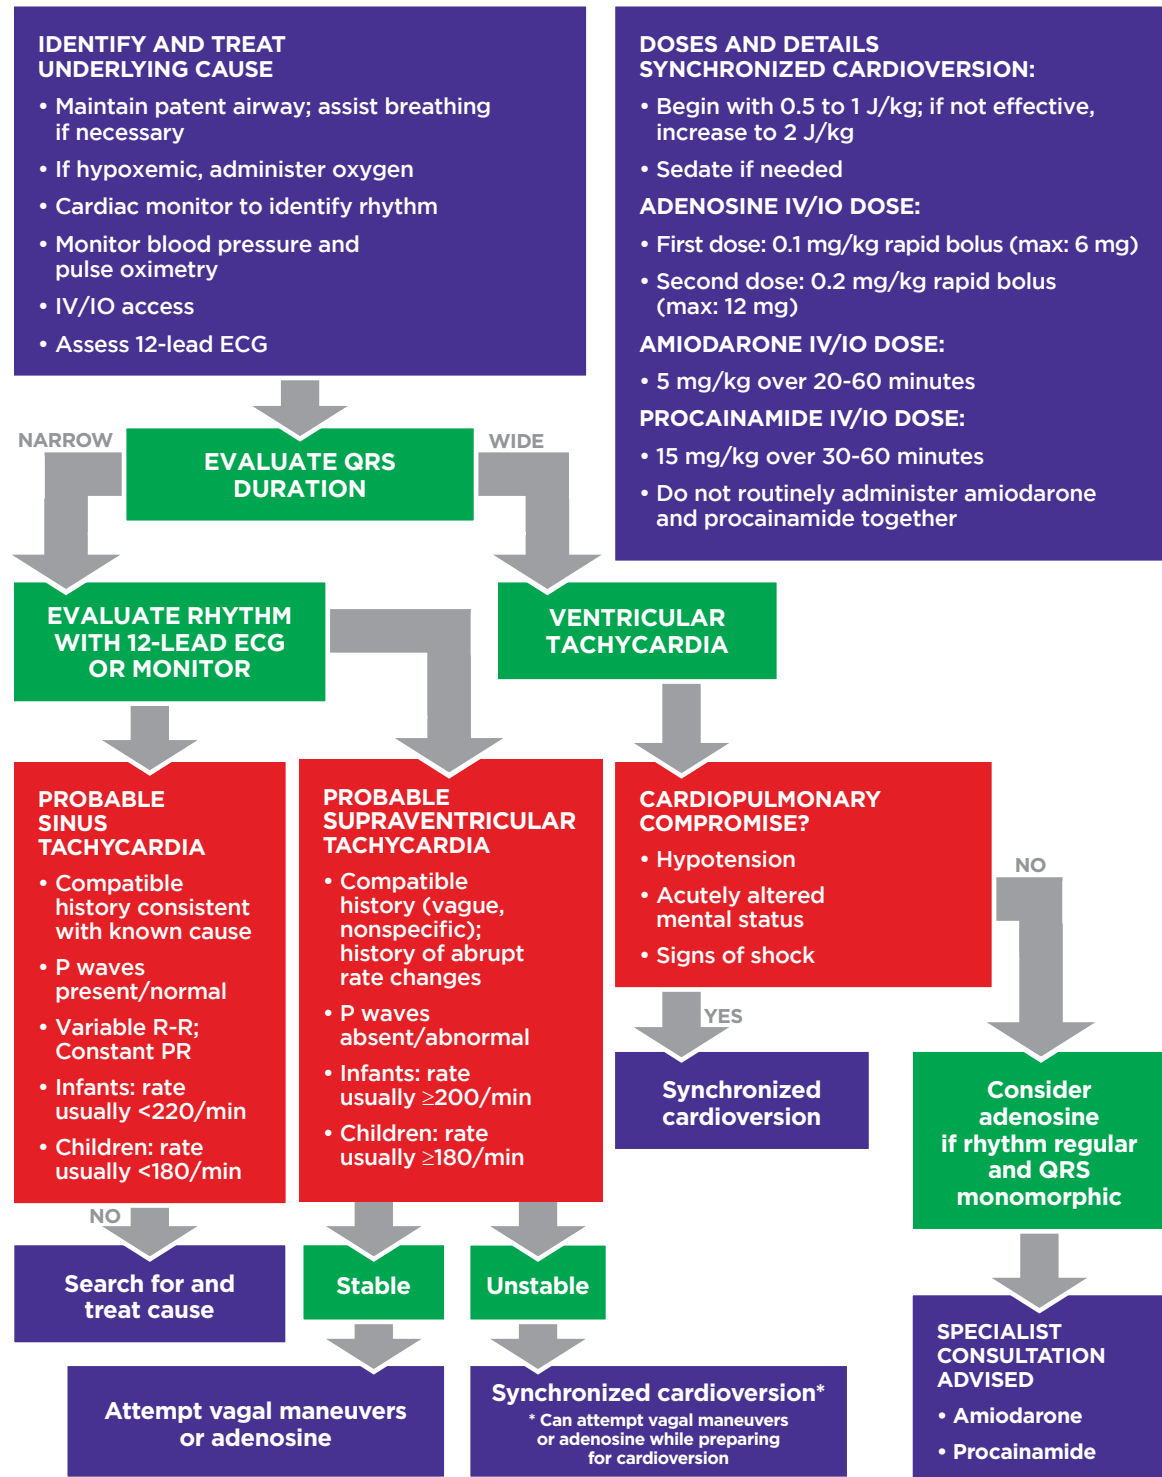 IDENTIFY AND TREAT
UNDERLYING CAUSE
• Maintain patent airway; assist breathing
if necessary
• If hypoxemic, administer oxygen
• Cardiac monitor to identify rhythm
• Monitor blood pressure and
pulse oximetry
• IV/IO access
• Assess 12-lead ECG
DOSES AND DETAILS
SYNCHRONIZED CARDIOVERSION:
• Begin with 0.5 to 1 J/kg; if not effective,
increase to 2 J/kg
• Sedate if needed
ADENOSINE IV/IO DOSE:
• First dose: 0.1 mg/kg rapid bolus (max: 6 mg)
• Second dose: 0.2 mg/kg rapid bolus
(max: 12 mg)
AMIODARONE IV/IO DOSE:
• 5 mg/kg over 20-60 minutes
PROCAINAMIDE IV/IO DOSE:
• 15 mg/kg over 30-60 minutes
• Do not routinely administer amiodarone
and procainamide together
NARROW
WIDE
EVALUATE QRS
DURATION
EVALUATE RHYTHM
WITH 12-LEAD ECG
OR MONITOR
VENTRICULAR
TACHYCARDIA
PROBABLE
SINUS
TACHYCARDIA
• Compatible
history consistent
with known cause
• P waves
present/normal
• Variable R-R;
Constant PR
• Infants: rate
usually <220/min
• Children: rate
usually <180/min
PROBABLE
SUPRAVENTRICULAR
TACHYCARDIA
• Compatible
history (vague,
nonspecific);
history of abrupt
rate changes
• P waves
absent/abnormal
• Infants: rate
usually ≥200/min
• Children: rate
usually ≥180/min
CARDIOPULMONARY
COMPROMISE?
• Hypotension
• Acutely altered
mental status
• Signs of shock
NO
YES
Synchronized
cardioversion
Consider
adenosine
if rhythm regular
and QRS
monomorphic
NO
Search for and
treat cause
Stable
Unstable
Attempt vagal maneuvers
or adenosine
Synchronized cardioversion*
* Can attempt vagal maneuvers
or adenosine while preparing
for cardioversion
SPECIALIST
CONSULTATION
ADVISED
• Amiodarone
• Procainamide